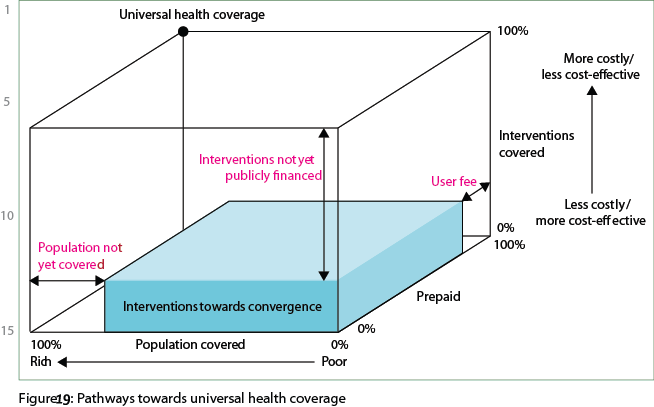 1
Universal health coverage
100%
More costly/
less cost-effective
5
Interventions not yet
publicly financed
Interventions
covered
User fee
Less costly/
more cost-effective
10
0%
100%
Population not
yet covered
Interventions towards convergence
Prepaid
15
0%
100%
Population covered
0%
Rich
Poor
Figure19: Pathways towards universal health coverage